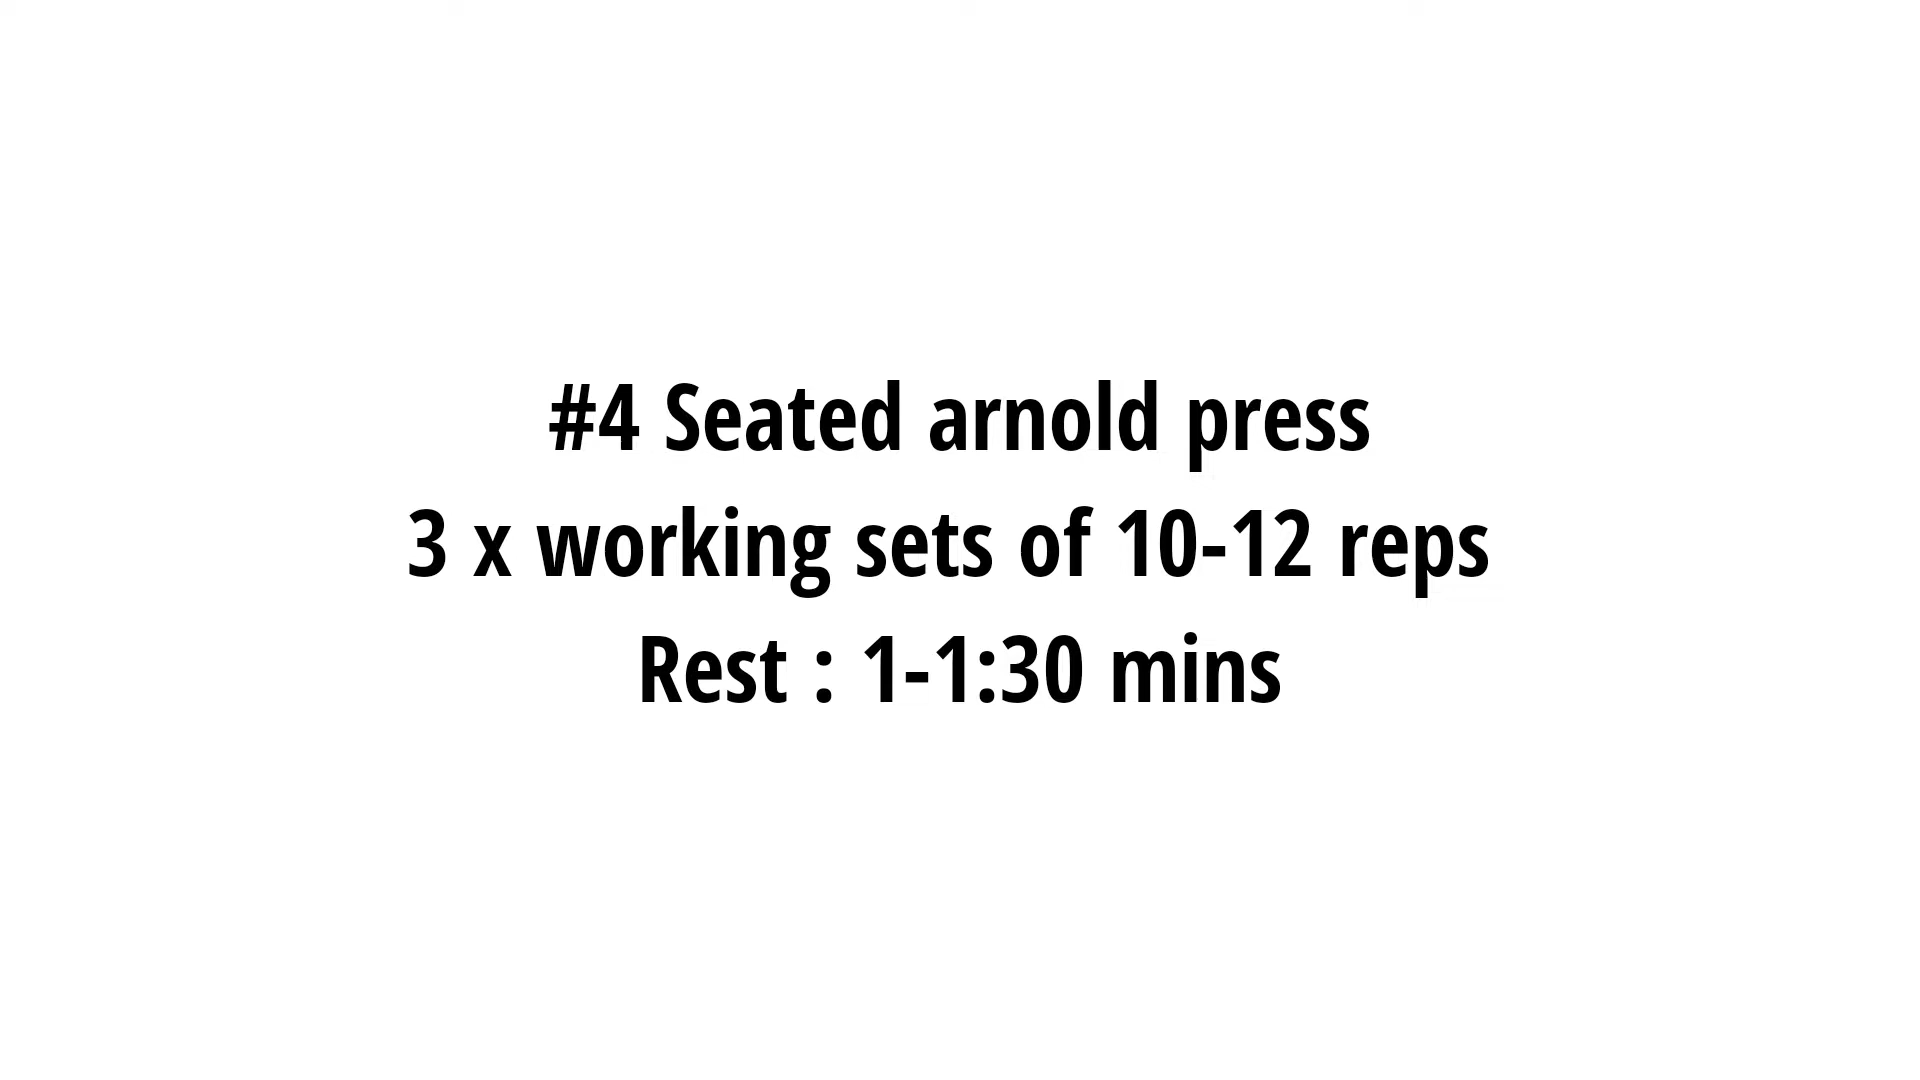 #4 Seated arnold press
3 x working sets of 10-12 reps
Rest : 1-1:30 mins